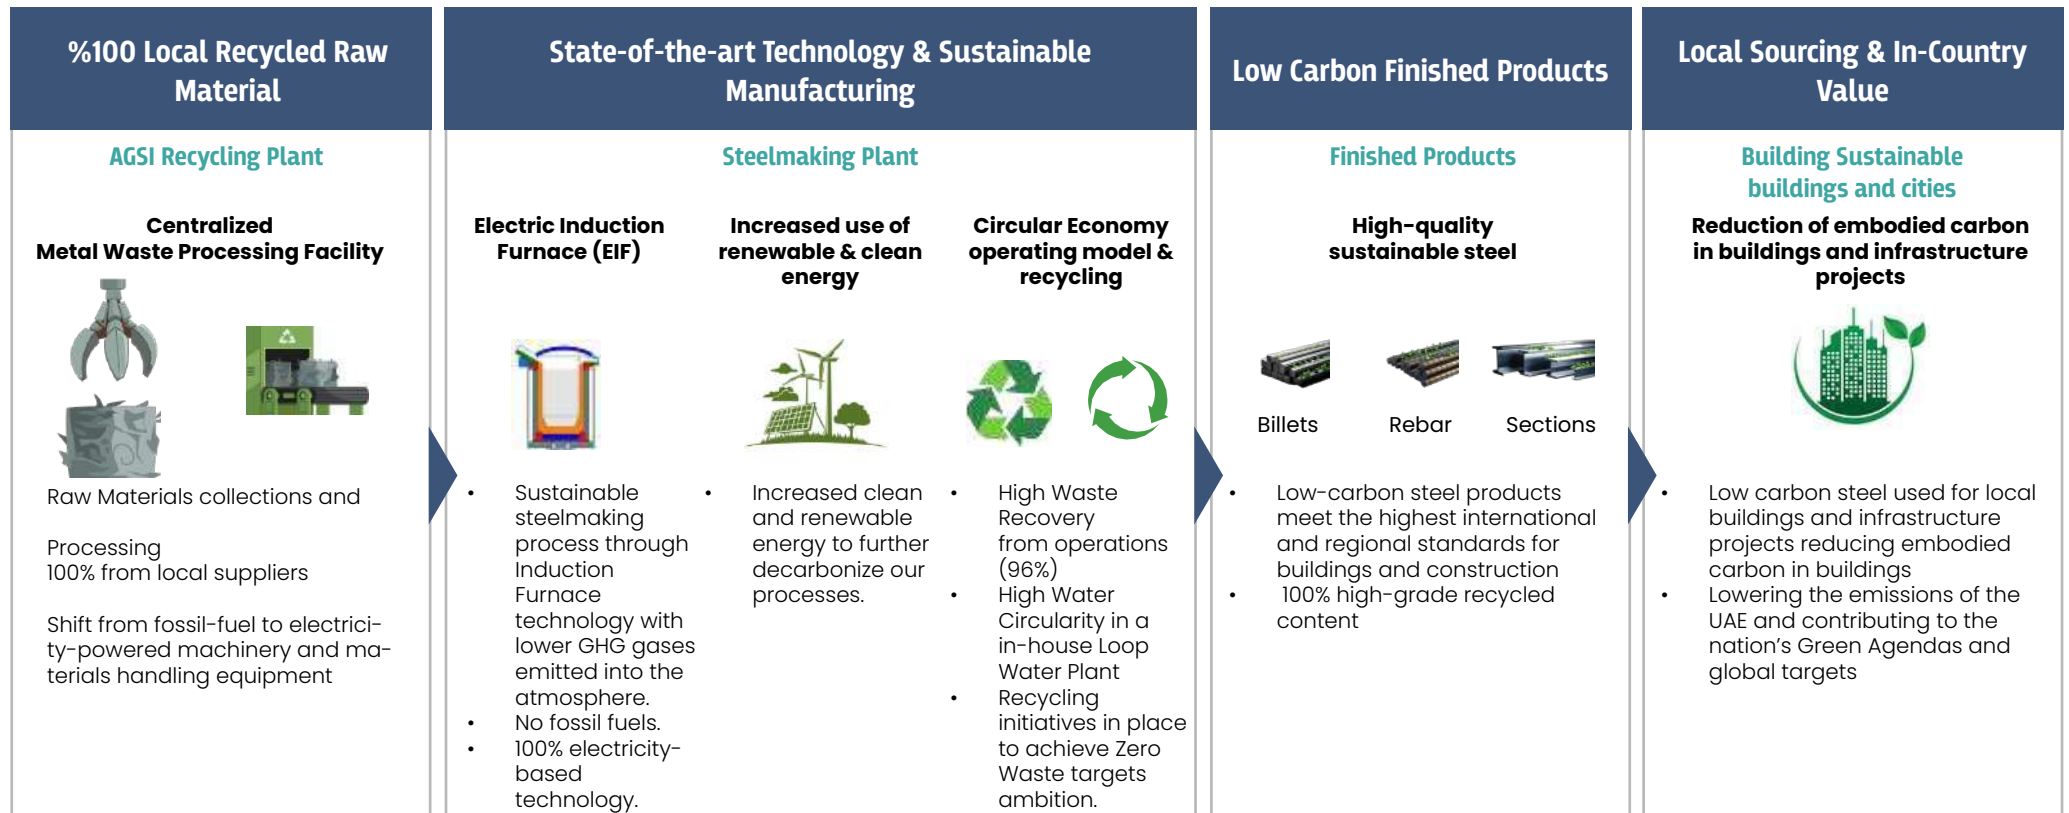 %100 Local Recycled Raw
Material
AGSI Recycling Plant
Centralized
Metal Waste Processing Facility
Raw Materials collections and
Processing
100% from local suppliers
Shift from fossil-fuel to electrici-
ty-powered machinery and ma-
terials handling equipment
State-of-the-art Technology & Sustainable
Manufacturing
Steelmaking Plant
Electric Induction
Furnace (EIF)
• Sustainable
steelmaking
process through
Induction
Furnace
technology with
lower GHG gases
emitted into the
atmosphere.
• No fossil fuels.
• 100% electricity-
based
technology.
Increased use of
renewable & clean
energy
• Increased clean
and renewable
energy to further
decarbonize our
processes.
Circular Economy
operating model &
recycling
• High Waste
Recovery
from operations
(96%)
• High Water
Circularity in a
in-house Loop
Water Plant
• Recycling
initiatives in place
to achieve Zero
Waste targets
ambition.
Low Carbon Finished Products
Finished Products
High-quality
sustainable steel
Billets Rebar Sections
• Low-carbon steel products
meet the highest international
and regional standards for
buildings and construction
• 100% high-grade recycled
content
Local Sourcing & In-Country
Value
Building Sustainable
buildings and cities
Reduction of embodied carbon
in buildings and infrastructure
projects
• Low carbon steel used for local
buildings and infrastructure
projects reducing embodied
carbon in buildings
• Lowering the emissions of the
UAE and contributing to the
nation’s Green Agendas and
global targets